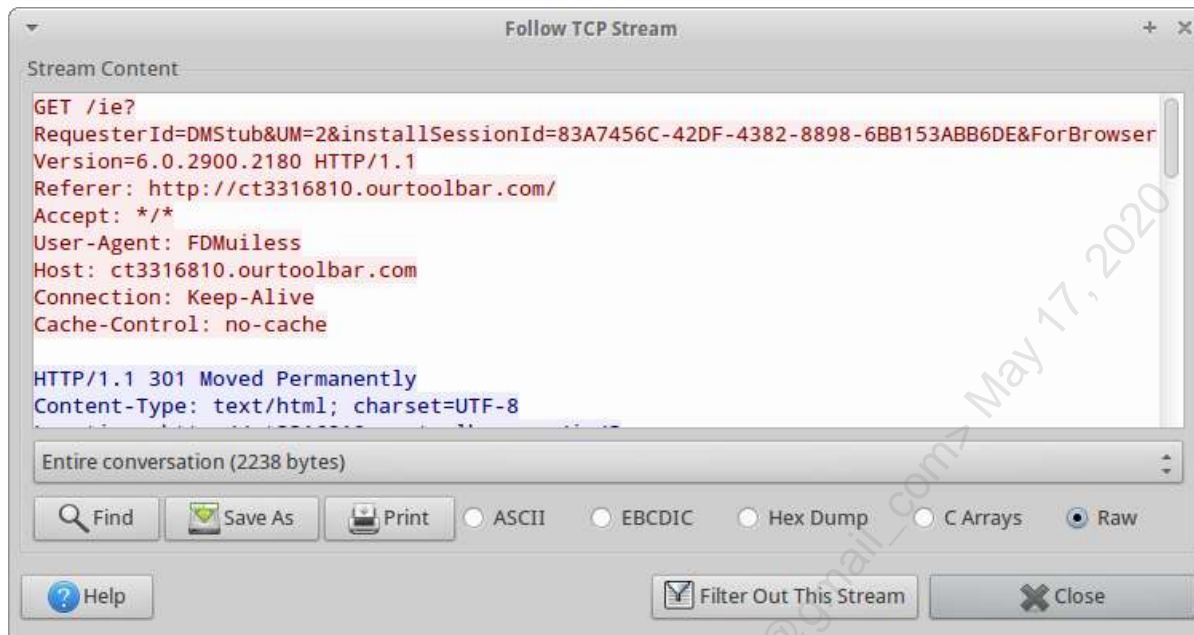 Follow TCP Stream
Stream Content
GET /ie?
RequesterId=DMStub&UM=2&installSessionId=83A7456C-42DF-4382-8898-6BB153ABB6DE&ForBrowser
Version=6.0.2900.2180 HTTP/1.1
Referer: http://ct3316810.ourtoolbar.com/
Accept: */*
User-Agent: FDMuiless
Host: ct3316810.ourtoolbar.com
Connection: Keep-Alive
Cache-Control: no-cache
HTTP/1.1 301 Moved Permanently
Content-Type: text/html; charset=UTF-8
Entire conversation (2238 bytes)
Find Save As Print ASCII EBCDIC Hex Dump C Arrays Raw
Help Filter Out This Stream Close
@gmail_com> May 17, 2020